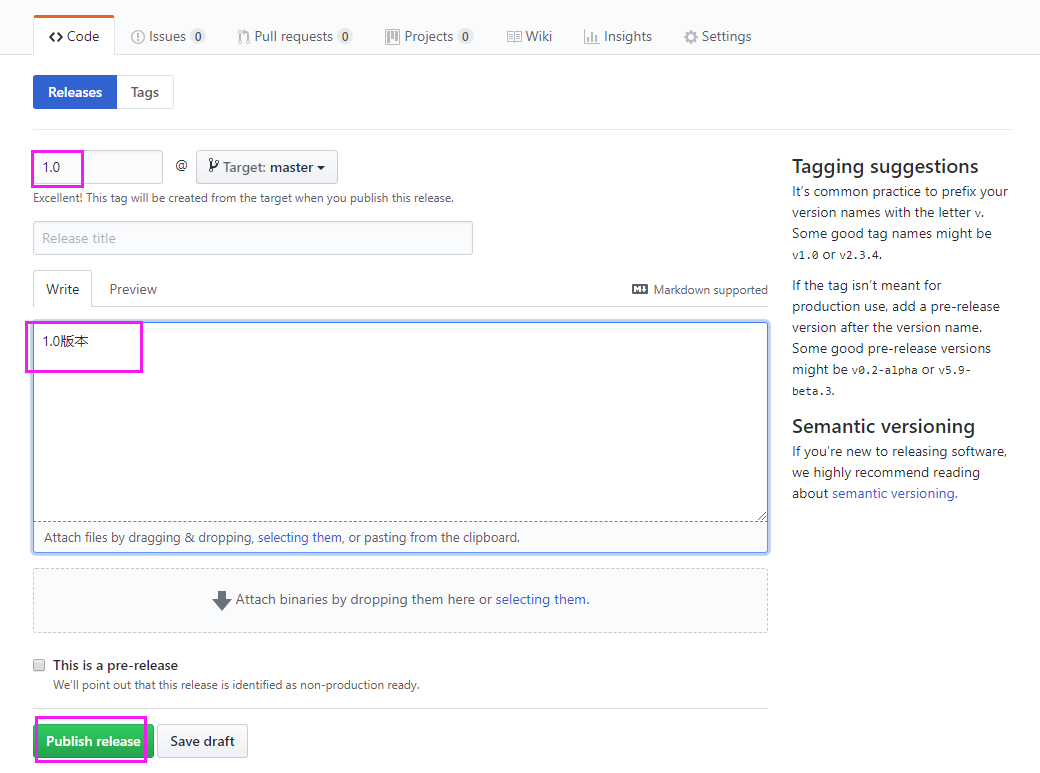 Code Issues 0 Pull requests 0 Projects 0 Wiki Insights Settings
Releases Tags
1.0 @ Target: master
Excellent! This tag will be created from the target when you publish this release.
Release title
Write Preview Markdown supported
1.0版本
Attach files by dragging & dropping, selecting them, or pasting from the clipboard.
Attach binaries by dropping them here or selecting them.
This is a pre-release
We'll point out that this release is identified as non-production ready.
Publish release Save draft
Tagging suggestions
It's common practice to prefix your
version names with the letter v.
Some good tag names might be
v1.0 or v2.3.4.
If the tag isn't meant for
production use, add a pre-release
version after the version name.
Some good pre-release versions
might be v0.2-alpha or v5.9-
beta.3.
Semantic versioning
If you're new to releasing software,
we highly recommend reading
about semantic versioning.